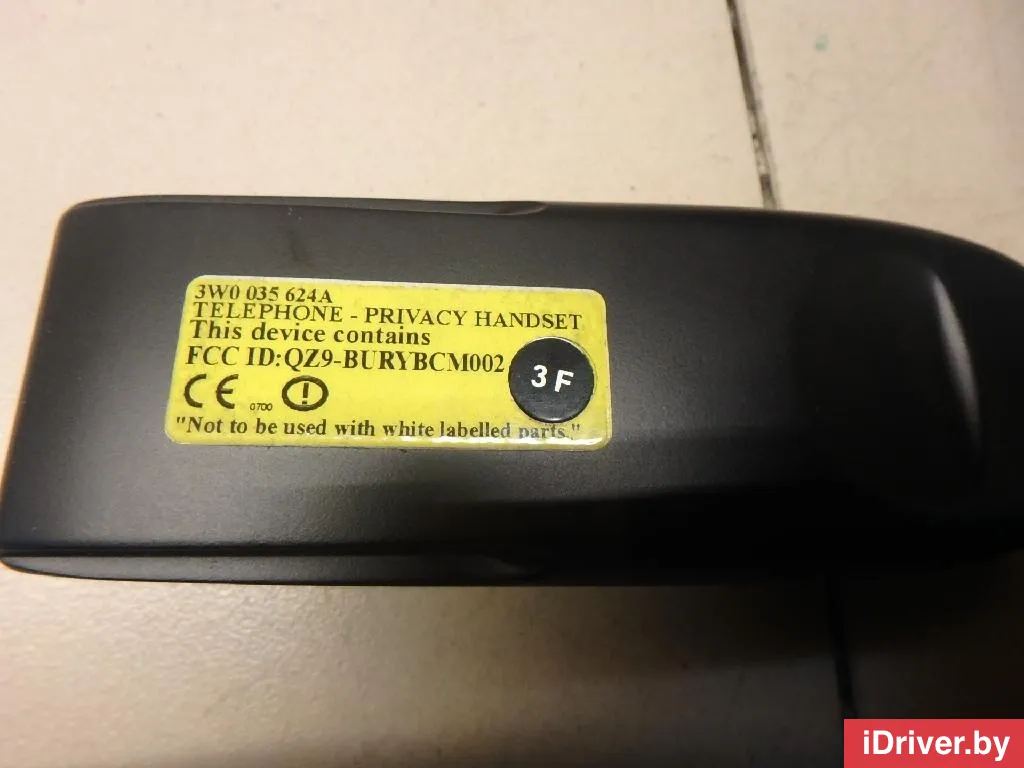 3W0 035 624A
TELEPHONE - PRIVACY HANDSET
This device contains
FCC ID:QZ9-BURYBCM002
3 F
CE 0700 !
"Not to be used with white labelled parts."
iDriver.by